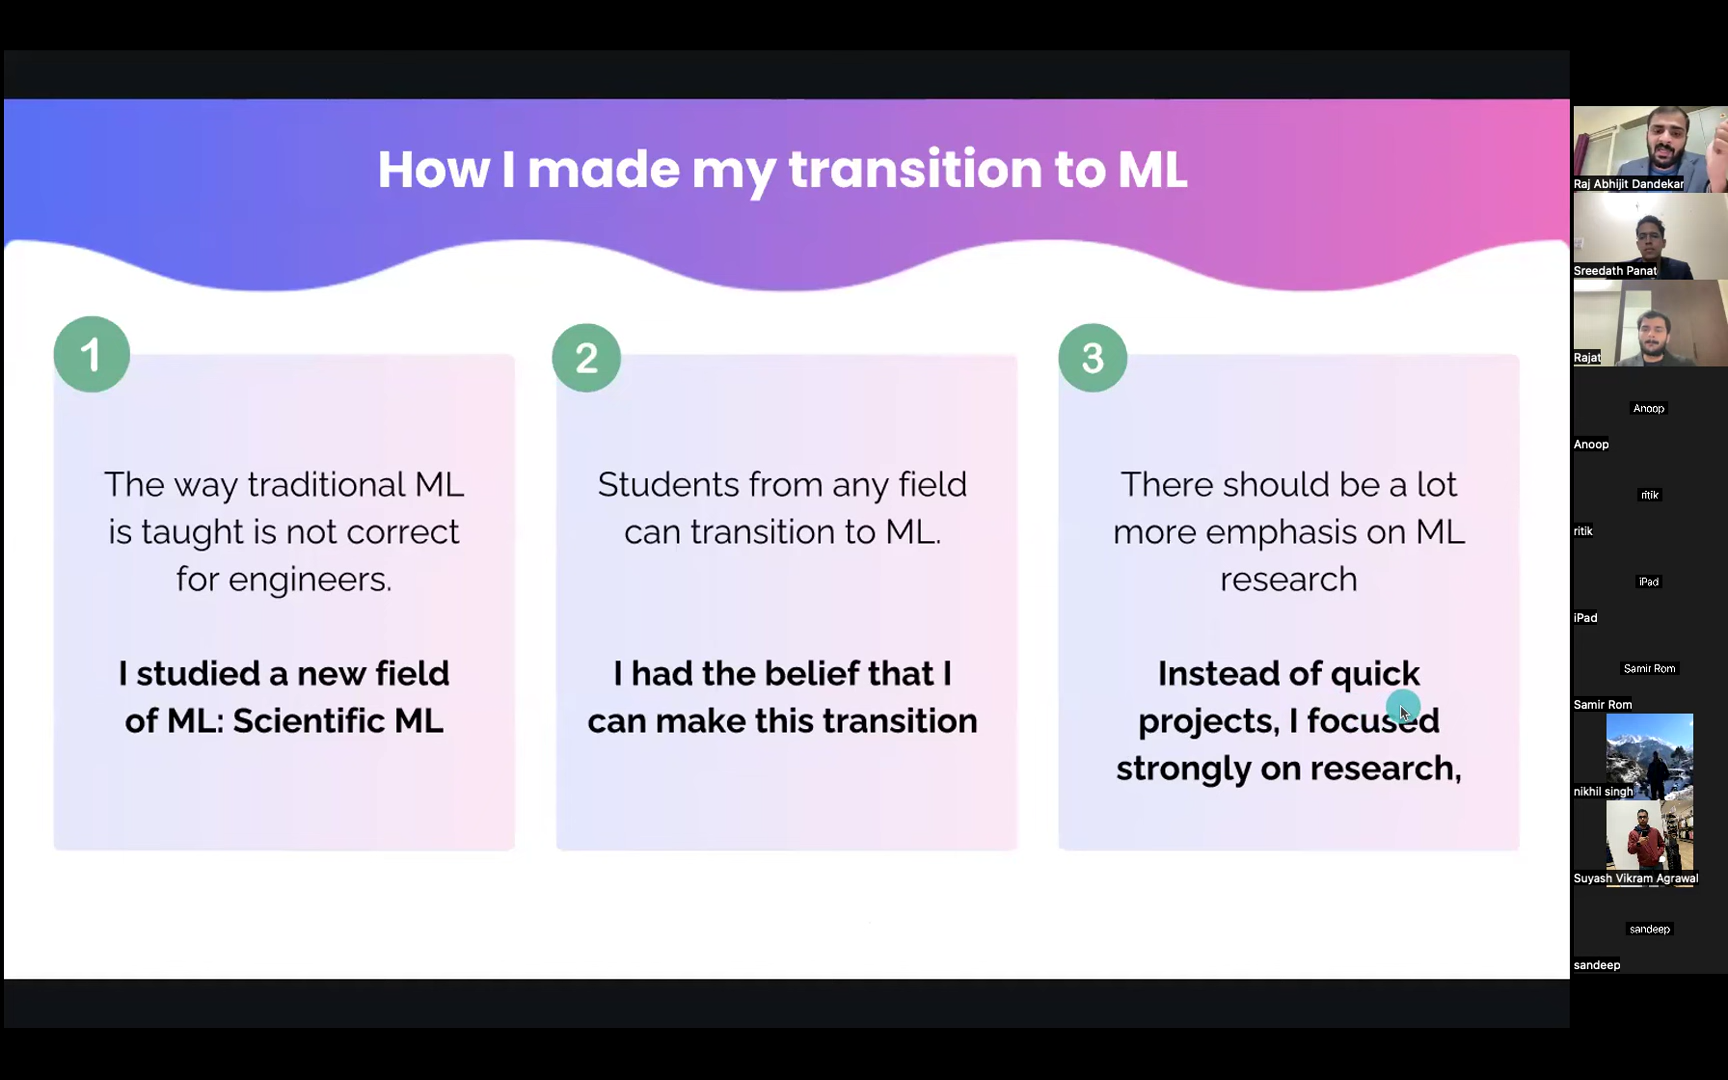 How I made my transition to ML
1
The way traditional ML
is taught is not correct
for engineers.
I studied a new field
of ML: Scientific ML
2
Students from any field
can transition to ML.
I had the belief that I
can make this transition
3
There should be a lot
more emphasis on ML
research
Instead of quick
projects, I focused
strongly on research,
Raj Abhijit Dandekar
Sreedath Panat
Rajat
Anoop
Anoop
ritik
ritik
iPad
iPad
Samir Rom
Samir Rom
nikhil singh
Suyash Vikram Agrawal
sandeep
sandeep